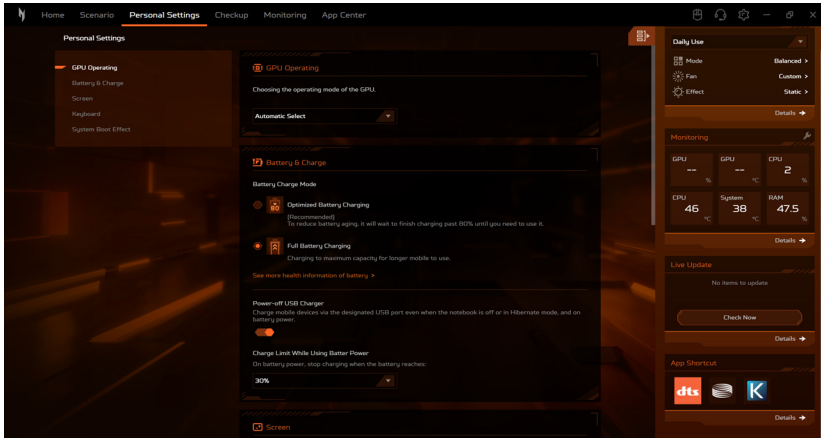 Home Scenario Personal Settings Checkup Monitoring App Center
Personal Settings
GPU Operating
Battery & Charge
Screen
Keyboard
System Boot Effect
GPU Operating
Choosing the operating mode of the GPU.
Automatic Select
Battery & Charge
Battery Charge Mode
80
Optimized Battery Charging
[Recommended]
To reduce battery aging, it will wait to finish charging past 80% until you need to use it.
Full Battery Charging
Charging to maximum capacity for longer mobile to use.
See more health information of battery >
Power-off USB Charger
Charge mobile devices via the designated USB port even when the notebook is off or in Hibernate mode, and on
battery power.
Charge Limit While Using Batter Power
On battery power, stop charging when the battery reaches:
30%
Screen
Daily Use
Mode Balanced >
Fan Custom >
Effect Static >
Details →
Monitoring
GPU GPU CPU
-- -- 2
% °C %
CPU System RAM
46 38 47.5
°C °C %
Details →
Live Update
No items to update
Check Now
Details →
App Shortcut
dts K
Details →